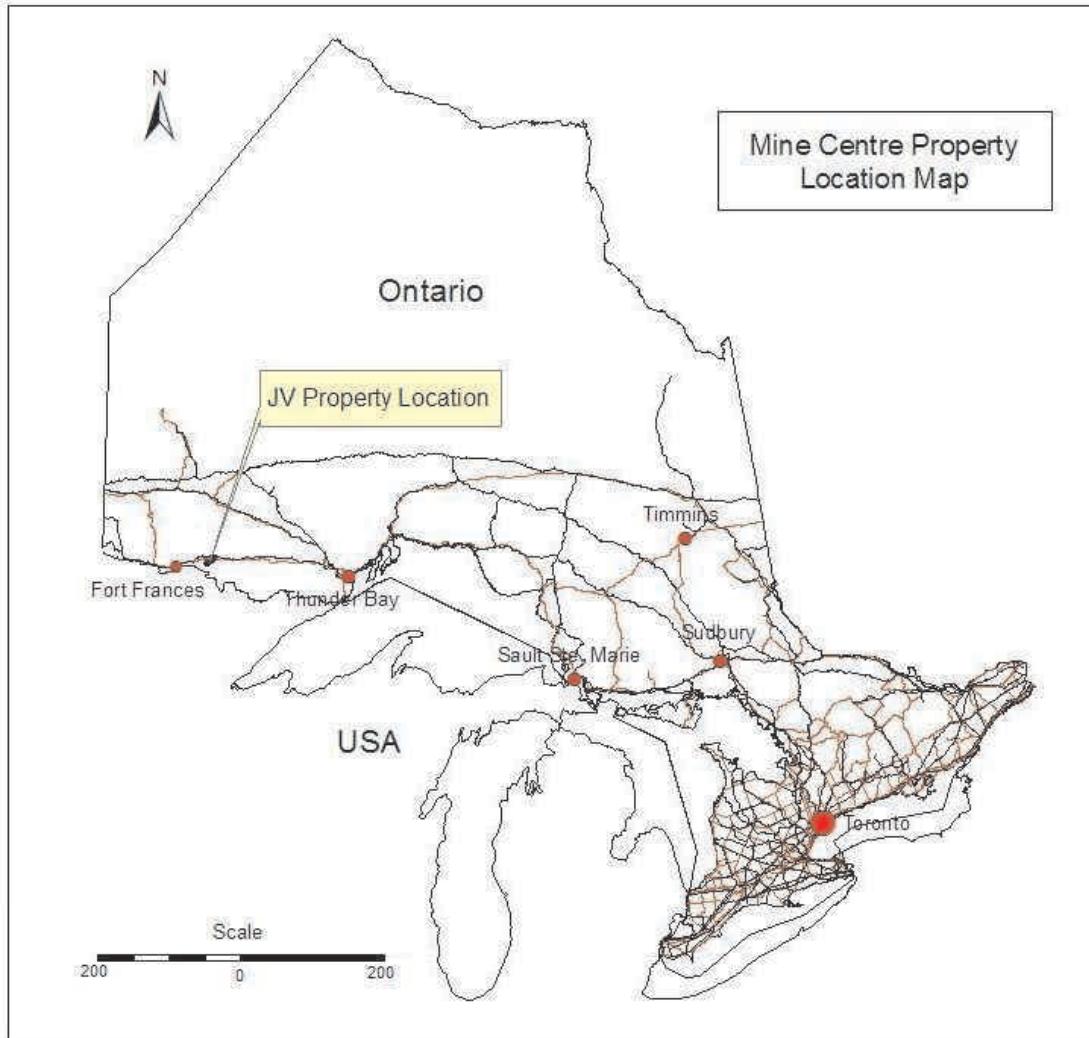 N
Mine Centre Property
Location Map
Ontario
JV Property Location
Timmins
Fort Frances
Thunder Bay
Sudbury
Sault Ste. Marie
USA
Toronto
Scale
200 0 200